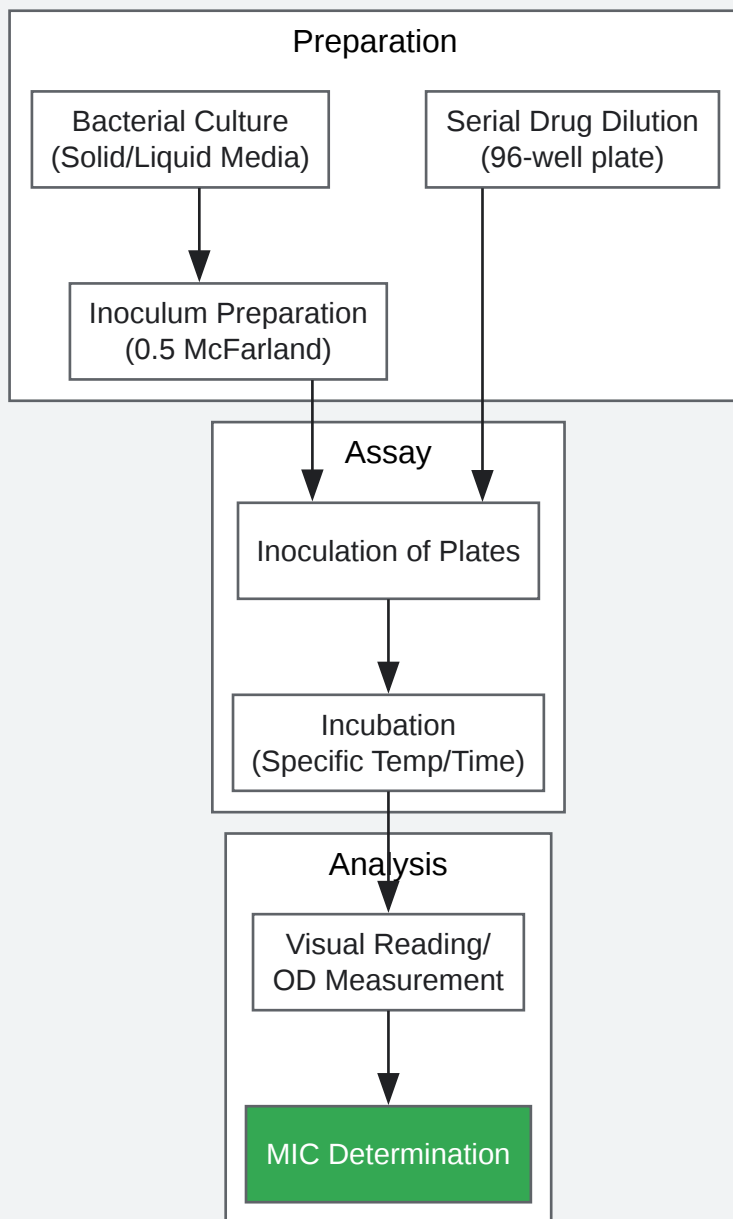 Preparation
Bacterial Culture
(Solid/Liquid Media)
Serial Drug Dilution
(96-well plate)
Inoculum Preparation
(0.5 McFarland)
Assay
Inoculation of Plates
Incubation
(Specific Temp/Time)
Analysis
Visual Reading/
OD Measurement
MIC Determination